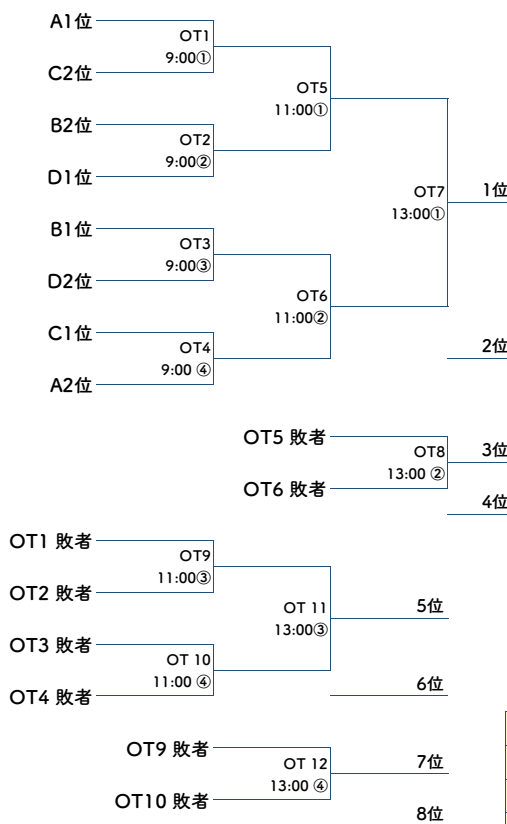 A1位
OT1
9:00①
C2位
OT5
11:00①
B2位
OT2
9:00②
D1位
OT7
13:00①
1位
B1位
OT3
9:00③
D2位
OT6
11:00②
C1位
OT4
9:00 ④
A2位
2位
OT5 敗者
OT8
13:00 ②
3位
OT6 敗者
4位
OT1 敗者
OT9
11:00③
OT2 敗者
OT 11
13:00③
5位
OT3 敗者
OT 10
11:00 ④
OT4 敗者
6位
OT9 敗者
OT 12
13:00 ④
7位
OT10 敗者
8位